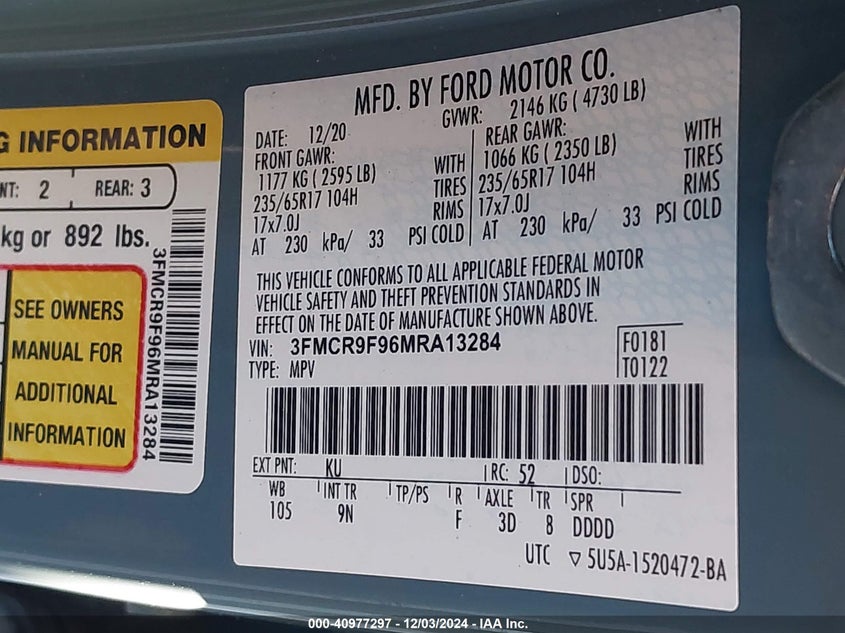 G INFORMATION
NT: 2 REAR: 3
kg or 892 lbs.
SEE OWNERS
MANUAL FOR
ADDITIONAL
INFORMATION
3FMCR9F96MRA13284
MFD. BY FORD MOTOR CO.
DATE: 12/20 GVWR: 2146 KG ( 4730 LB)
FRONT GAWR: WITH REAR GAWR: WITH
1177 KG ( 2595 LB) TIRES 1066 KG ( 2350 LB) TIRES
235/65R17 104H RIMS 235/65R17 104H RIMS
17x7.0J 17x7.0J
AT 230 kPa/ 33 PSI COLD AT 230 kPa/ 33 PSI COLD
THIS VEHICLE CONFORMS TO ALL APPLICABLE FEDERAL MOTOR
VEHICLE SAFETY AND THEFT PREVENTION STANDARDS IN
EFFECT ON THE DATE OF MANUFACTURE SHOWN ABOVE.
VIN: 3FMCR9F96MRA13284 F0181
TYPE: MPV T0122
EXT PNT: KU RC: 52 DSO:
WB INT TR TP/PS R AXLE TR SPR
105 9N F 3D 8 DDDD
UTC ▽ 5U5A-1520472-BA
000-40977297 - 12/03/2024 - IAA Inc.